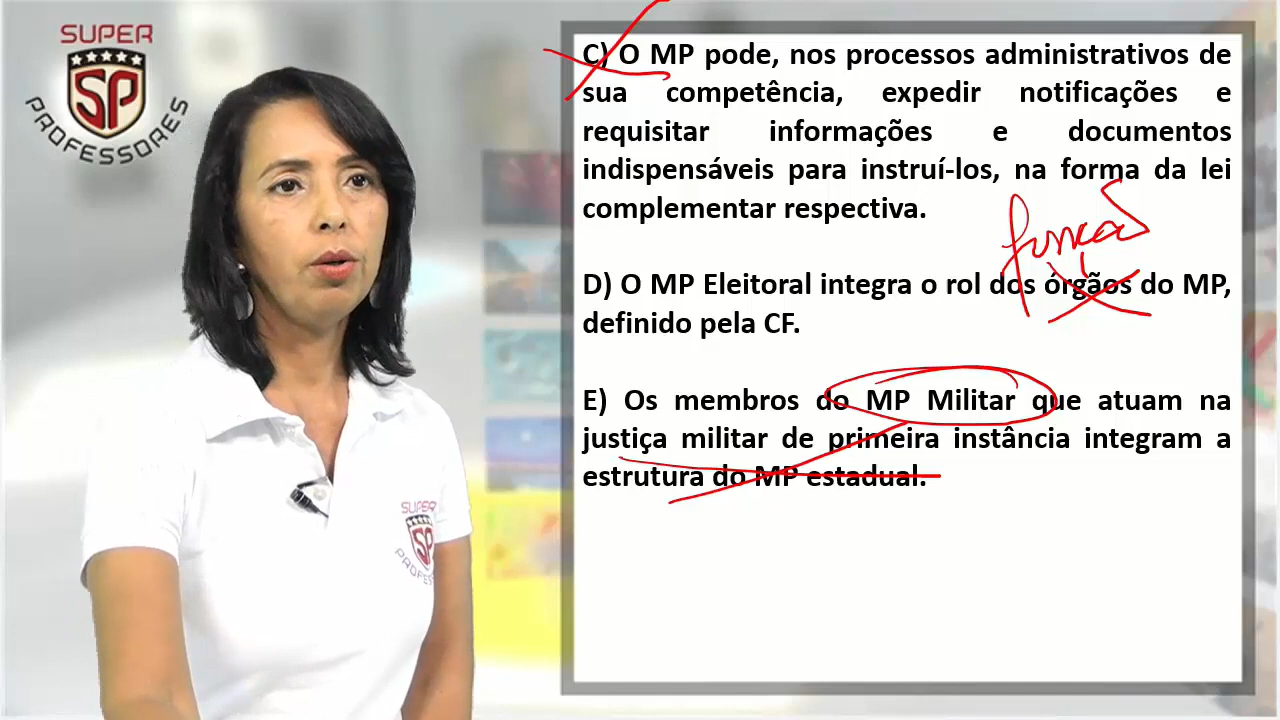 SUPER
SP
PROFESSORES
C) O MP pode, nos processos administrativos de
sua competência, expedir notificações e
requisitar informações e documentos
indispensáveis para instruí-los, na forma da lei
complementar respectiva.
função
D) O MP Eleitoral integra o rol dos órgãos do MP,
definido pela CF.
E) Os membros do MP Militar que atuam na
justiça militar de primeira instância integram a
estrutura do MP estadual.
SUPER
SP
PROFESSORES